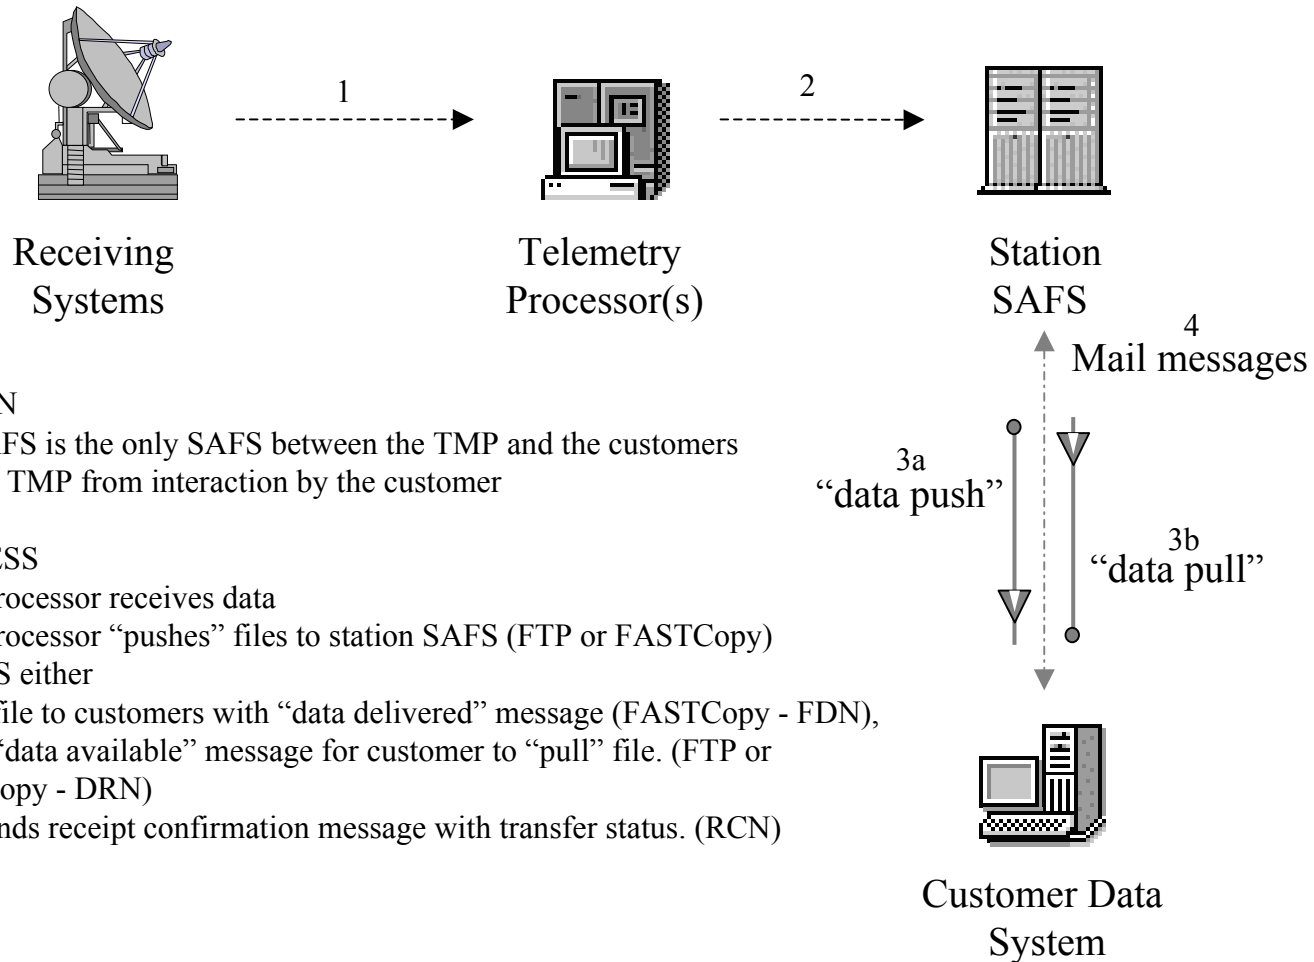 1
2
Receiving
Systems
Telemetry
Processor(s)
Station
SAFS
4
Mail messages
N
AFS is the only SAFS between the TMP and the customers
TMP from interaction by the customer
3a
“data push”
3b
“data pull”
ESS
rocessor receives data
rocessor “pushes” files to station SAFS (FTP or FASTCopy)
S either
file to customers with “data delivered” message (FASTCopy - FDN),
“data available” message for customer to “pull” file. (FTP or
opy - DRN)
nds receipt confirmation message with transfer status. (RCN)
Customer Data
System